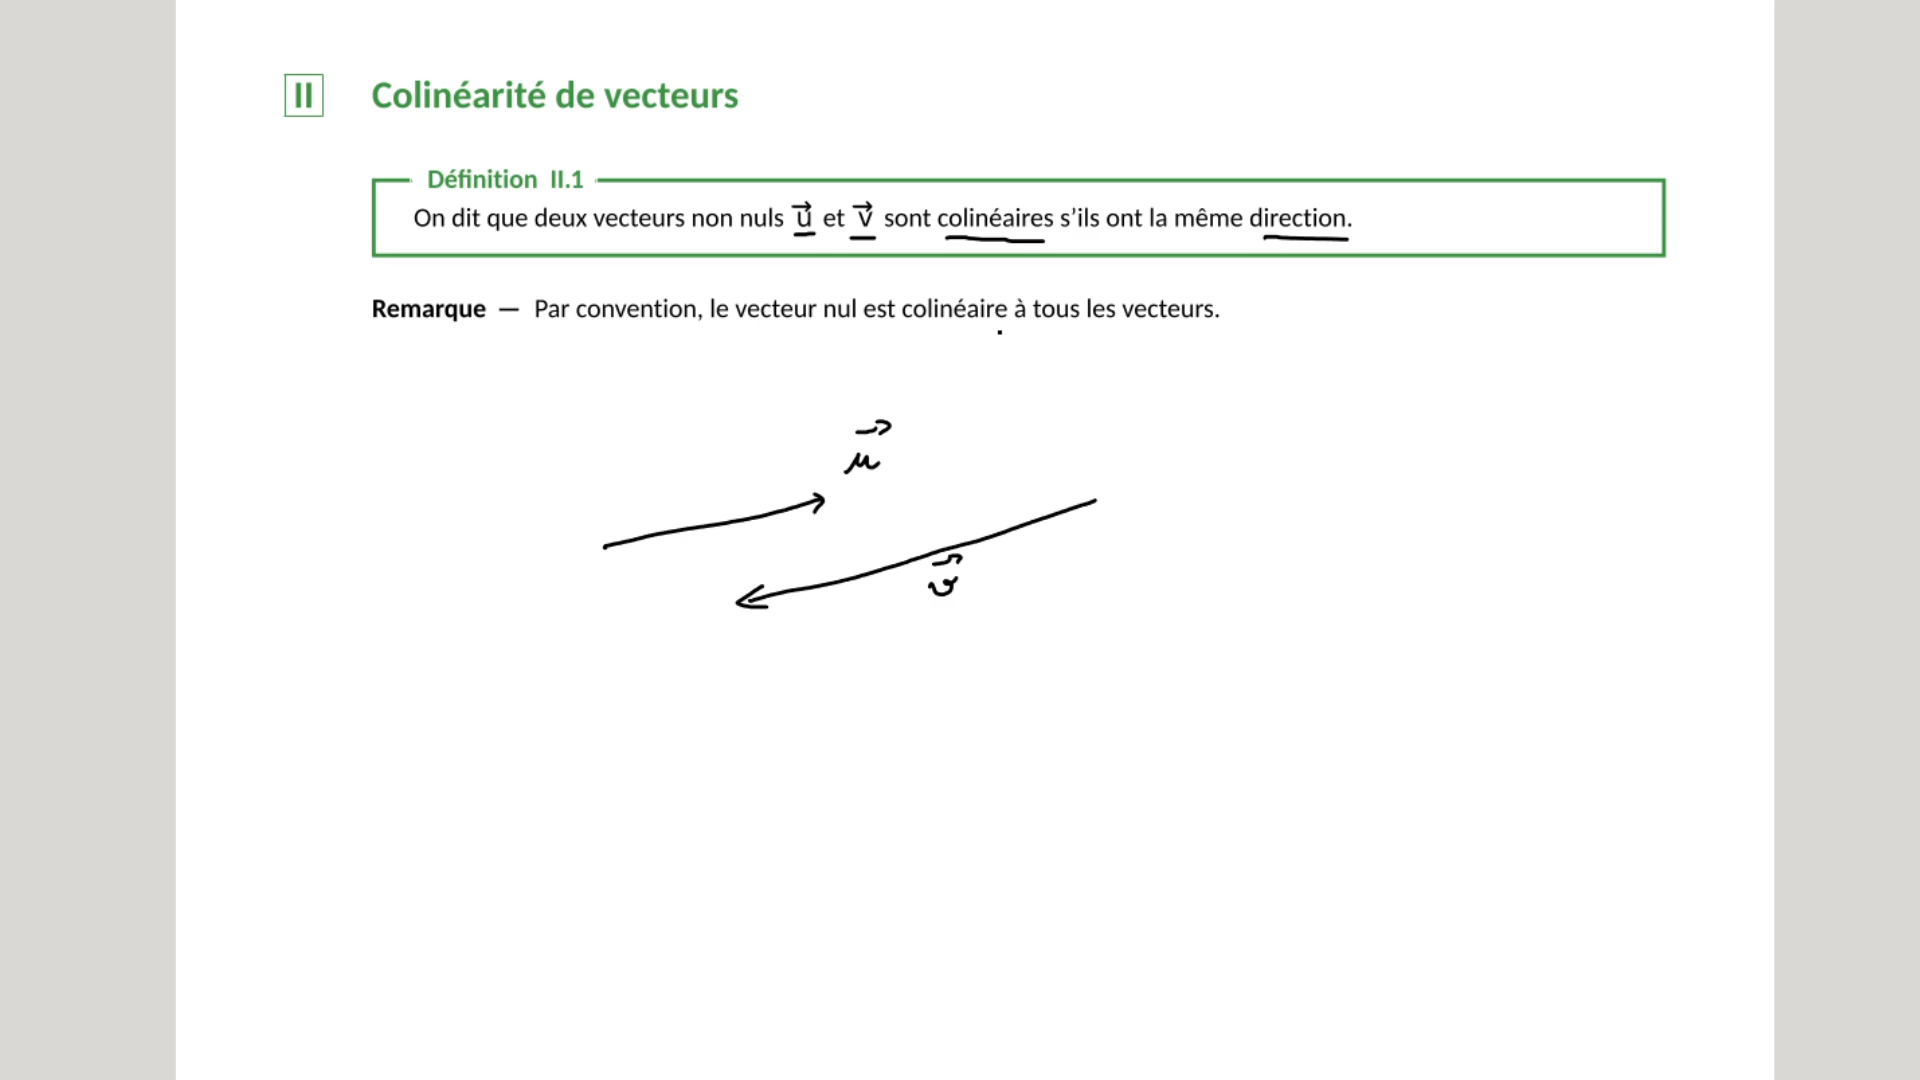 II Colinéarité de vecteurs
Définition II.1
On dit que deux vecteurs non nuls u⃗ et v⃗ sont colinéaires s’ils ont la même direction.
Remarque — Par convention, le vecteur nul est colinéaire à tous les vecteurs.
u⃗
v⃗